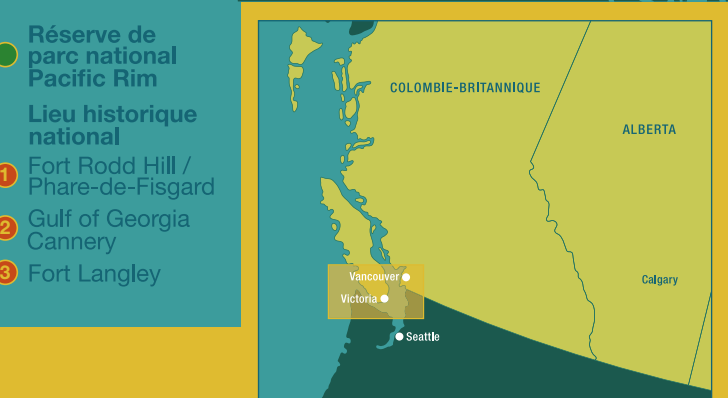 Réserve de
parc national
Pacific Rim
Lieu historique
national
1 Fort Rodd Hill /
Phare-de-Fisgard
2 Gulf of Georgia
Cannery
3 Fort Langley
COLOMBIE-BRITANNIQUE
ALBERTA
Calgary
Vancouver
Victoria
Seattle